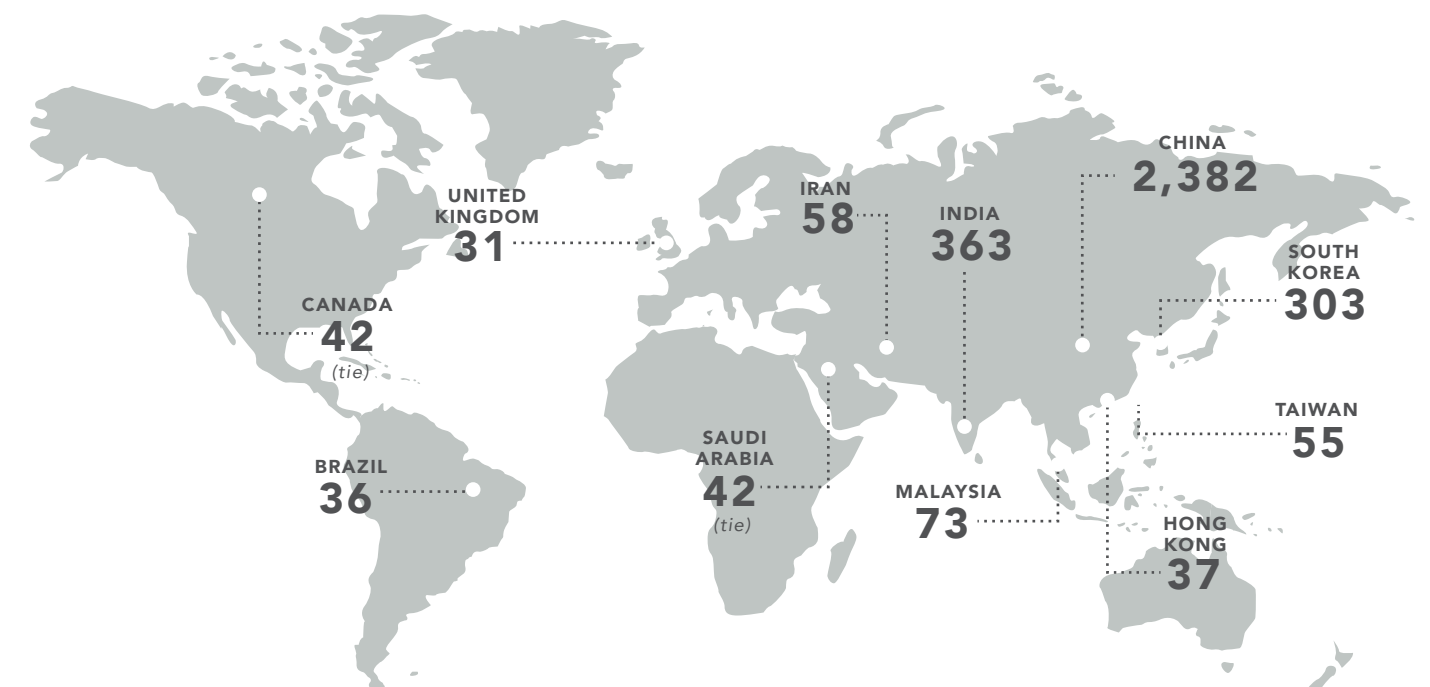 CHINA
2,382
UNITED
KINGDOM
31
IRAN
58
INDIA
363
SOUTH
KOREA
303
CANADA
42
(tie)
TAIWAN
55
SAUDI
ARABIA
42
(tie)
BRAZIL
36
MALAYSIA
73
HONG
KONG
37